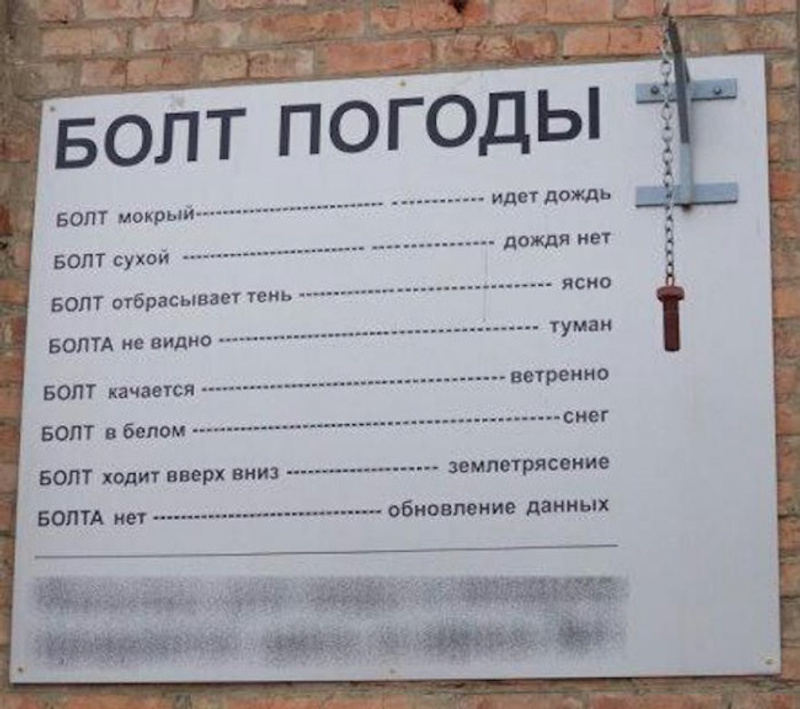 БОЛТ ПОГОДЫ
БОЛТ мокрый---------------------------- ------------ идет дождь
БОЛТ сухой ------------------------ ---------------- дождя нет
БОЛТ отбрасывает тень --------------------------------- ясно
БОЛТА не видно ------------------------------------------ туман
БОЛТ качается ---------------------------------------- ветренно
БОЛТ в белом ------------------------------------------------снег
БОЛТ ходит вверх вниз -------------------- землетрясение
БОЛТА нет ------------------------------ обновление данных